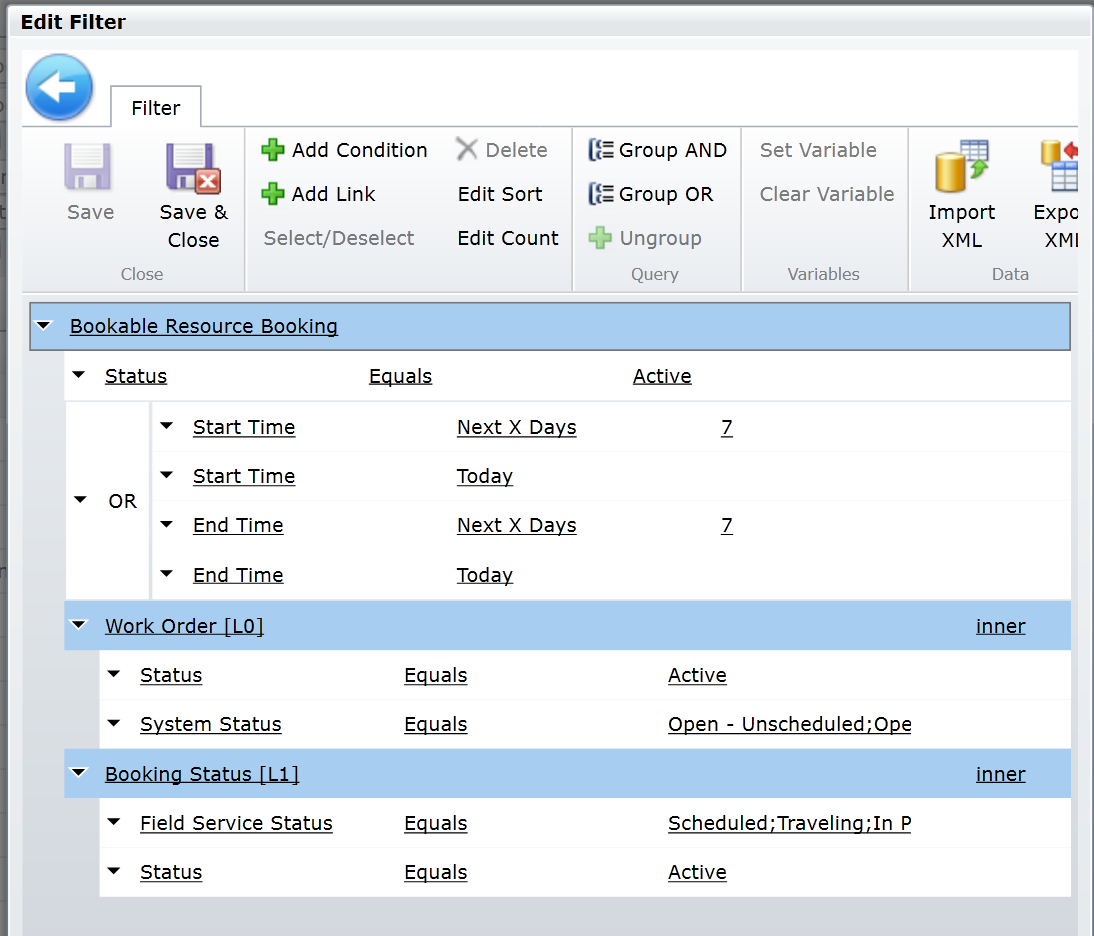 Edit Filter
Filter
Save
Save & Close
Close
Add Condition
Delete
Add Link
Edit Sort
Select/Deselect
Edit Count
Group AND
Group OR
Ungroup
Query
Set Variable
Clear Variable
Variables
Import XML
Data
Bookable Resource Booking
Status Equals Active
OR
Start Time Next X Days 7
Start Time Today
End Time Next X Days 7
End Time Today
Work Order [L0] inner
Status Equals Active
System Status Equals Open - Unscheduled;Ope
Booking Status [L1] inner
Field Service Status Equals Scheduled;Traveling;In P
Status Equals Active